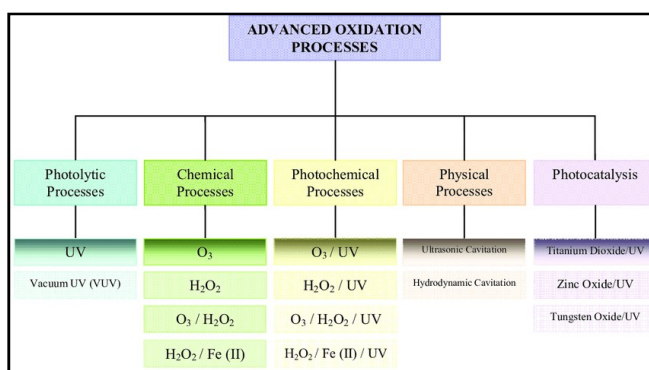 ADVANCED OXIDATION
PROCESSES
Photolytic
Processes
Chemical
Processes
Photochemical
Processes
Physical
Processes
Photocatalysis
UV
Vacuum UV (VUV)
O₃
H₂O₂
O₃ / H₂O₂
H₂O₂ / Fe (II)
O₃ / UV
H₂O₂ / UV
O₃ / H₂O₂ / UV
H₂O₂ / Fe (II) / UV
Ultrasonic Cavitation
Hydrodynamic Cavitation
Titanium Dioxide/UV
Zinc Oxide/UV
Tungsten Oxide/UV